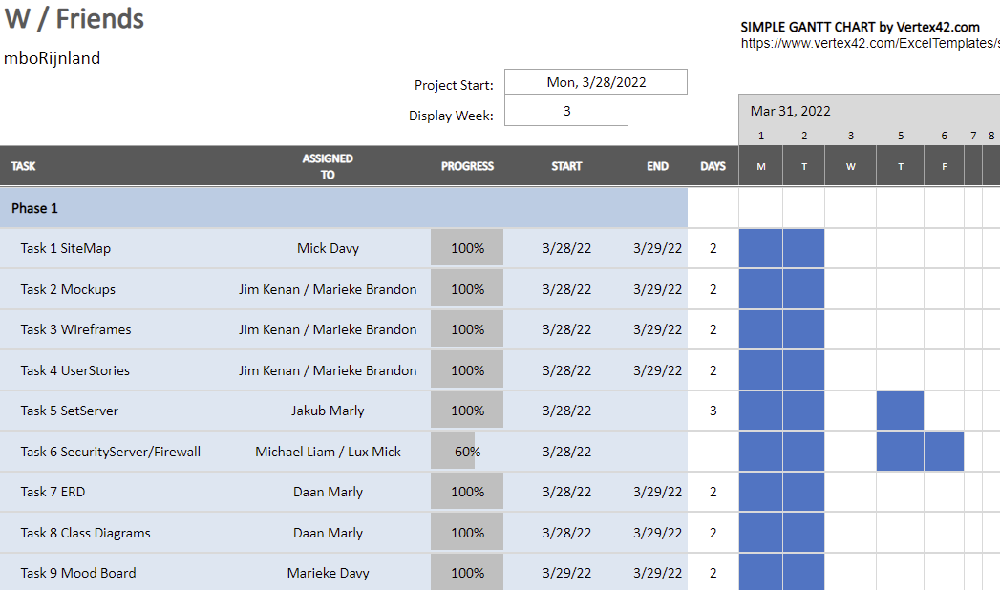 W / Friends
SIMPLE GANTT CHART by Vertex42.com
https://www.vertex42.com/ExcelTemplates/s
mboRijnland
Project Start: Mon, 3/28/2022
Display Week: 3
Mar 31, 2022
1 2 3 5 6 7 8
TASK ASSIGNED TO PROGRESS START END DAYS M T W T F
Phase 1
Task 1 SiteMap Mick Davy 100% 3/28/22 3/29/22 2
Task 2 Mockups Jim Kenan / Marieke Brandon 100% 3/28/22 3/29/22 2
Task 3 Wireframes Jim Kenan / Marieke Brandon 100% 3/28/22 3/29/22 2
Task 4 UserStories Jim Kenan / Marieke Brandon 100% 3/28/22 3/29/22 2
Task 5 SetServer Jakub Marly 100% 3/28/22 3
Task 6 SecurityServer/Firewall Michael Liam / Lux Mick 60% 3/28/22
Task 7 ERD Daan Marly 100% 3/28/22 3/29/22 2
Task 8 Class Diagrams Daan Marly 100% 3/28/22 3/29/22 2
Task 9 Mood Board Marieke Davy 100% 3/29/22 3/29/22 2